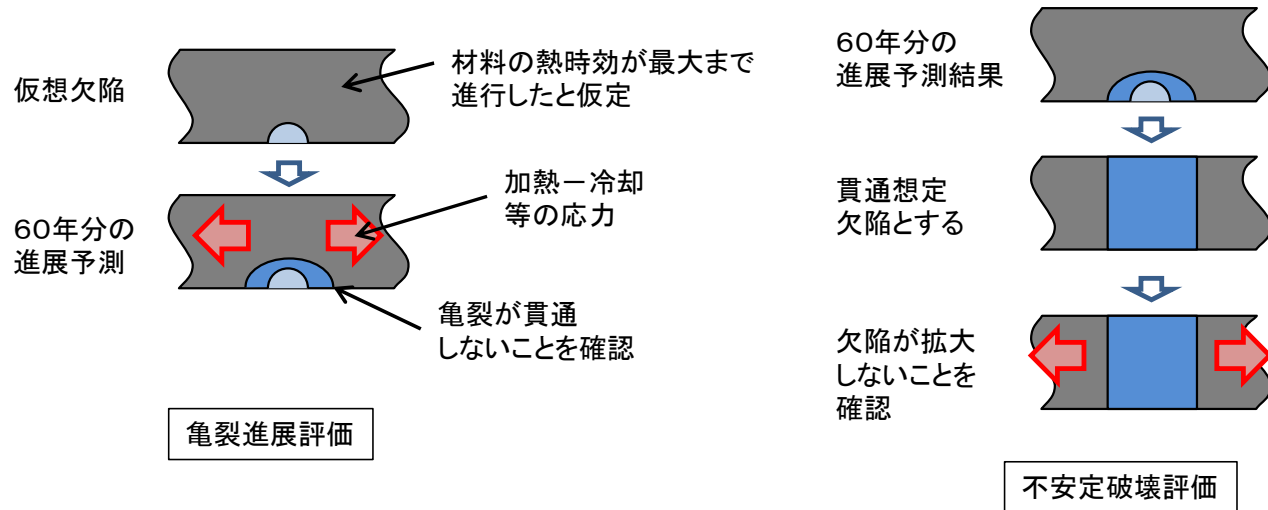 仮想欠陥
材料の熱時効が最大まで
進行したと仮定
60年分の
進展予測
加熱－冷却
等の応力
亀裂が貫通
しないことを確認
亀裂進展評価
60年分の
進展予測結果
貫通想定
欠陥とする
欠陥が拡大
しないことを
確認
不安定破壊評価